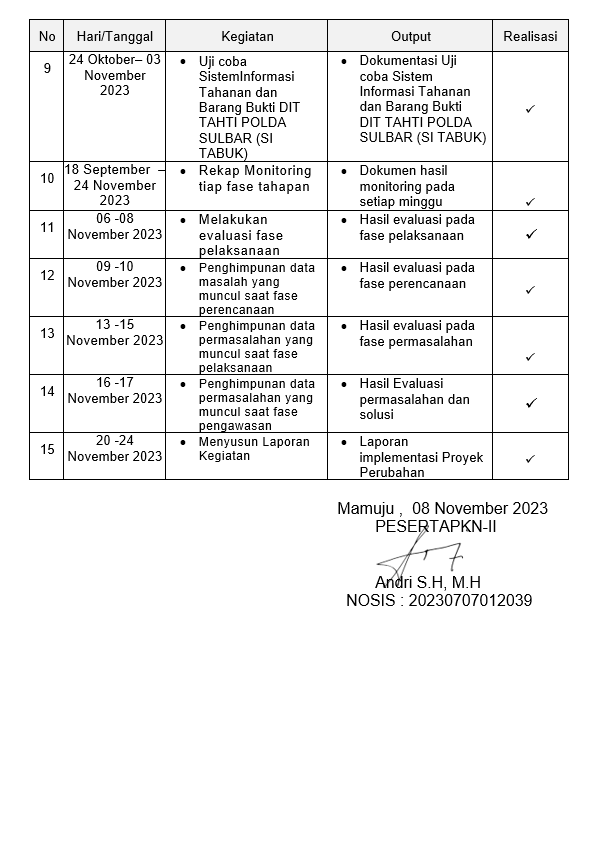 No Hari/Tanggal Kegiatan Output Realisasi
9
24 Oktober– 03
November
2023
• Uji coba
SistemInformasi
Tahanan dan
Barang Bukti DIT
TAHTI POLDA
SULBAR (SI
TABUK)
• Dokumentasi Uji
coba Sistem
Informasi Tahanan
dan Barang Bukti
DIT TAHTI POLDA
SULBAR (SI TABUK)
✓
10
18 September –
24 November
2023
• Rekap Monitoring
tiap fase tahapan
• Dokumen hasil
monitoring pada
setiap minggu
✓
11
06 -08
November 2023
• Melakukan
evaluasi fase
pelaksanaan
• Hasil evaluasi pada
fase pelaksanaan
✓
12
09 -10
November 2023
• Penghimpunan data
masalah yang
muncul saat fase
perencanaan
• Hasil evaluasi pada
fase perencanaan
✓
13
13 -15
November 2023
• Penghimpunan data
permasalahan yang
muncul saat fase
pelaksanaan
• Hasil evaluasi pada
fase permasalahan
✓
14
16 -17
November 2023
• Penghimpunan data
permasalahan yang
muncul saat fase
pengawasan
• Hasil Evaluasi
permasalahan dan
solusi
✓
15
20 -24
November 2023
• Menyusun Laporan
Kegiatan
• Laporan
implementasi Proyek
Perubahan
✓
Mamuju , 08 November 2023
PESERTAPKN-II
Andri S.H, M.H
NOSIS : 20230707012039